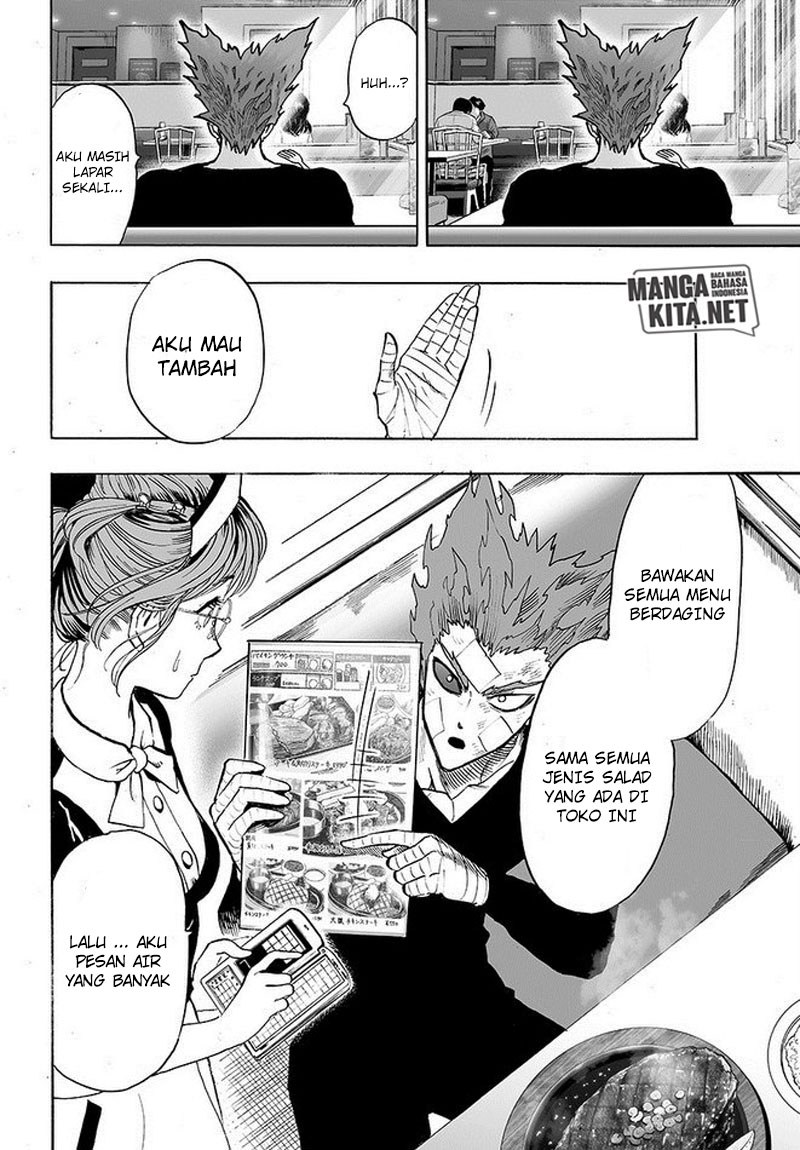 HUH...?
AKU MASIH
LAPAR
SEKALI...
MANGA
KITA.NET
BACA MANGA
BAHASA
INDONESIA
AKU MAU
TAMBAH
BAWAKAN
SEMUA MENU
BERDAGING
SAMA SEMUA
JENIS SALAD
YANG ADA DI
TOKO INI
LALU ... AKU
PESAN AIR
YANG BANYAK